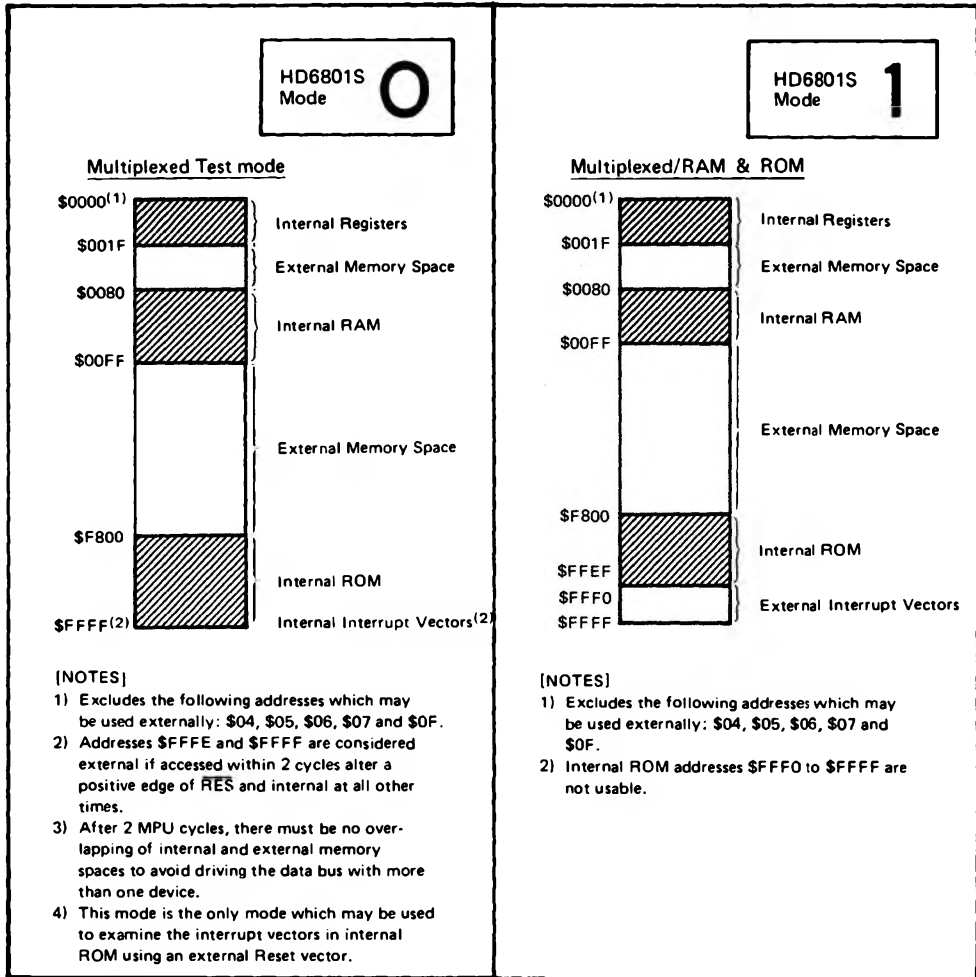 HD6801S
Mode 0
Multiplexed Test mode
$0000(1)
Internal Registers
$001F
External Memory Space
$0080
Internal RAM
$00FF
External Memory Space
$F800
Internal ROM
$FFFF(2)
Internal Interrupt Vectors(2)
[NOTES]
1) Excludes the following addresses which may
be used externally: $04, $05, $06, $07 and $0F.
2) Addresses $FFFE and $FFFF are considered
external if accessed within 2 cycles alter a
positive edge of RES and internal at all other
times.
3) After 2 MPU cycles, there must be no over-
lapping of internal and external memory
spaces to avoid driving the data bus with more
than one device.
4) This mode is the only mode which may be used
to examine the interrupt vectors in internal
ROM using an external Reset vector.
HD6801S
Mode 1
Multiplexed/RAM & ROM
$0000(1)
Internal Registers
$001F
External Memory Space
$0080
Internal RAM
$00FF
External Memory Space
$F800
Internal ROM
$FFEF
$FFF0
External Interrupt Vectors
$FFFF
[NOTES]
1) Excludes the following addresses which may
be used externally: $04, $05, $06, $07 and
$0F.
2) Internal ROM addresses $FFF0 to $FFFF are
not usable.